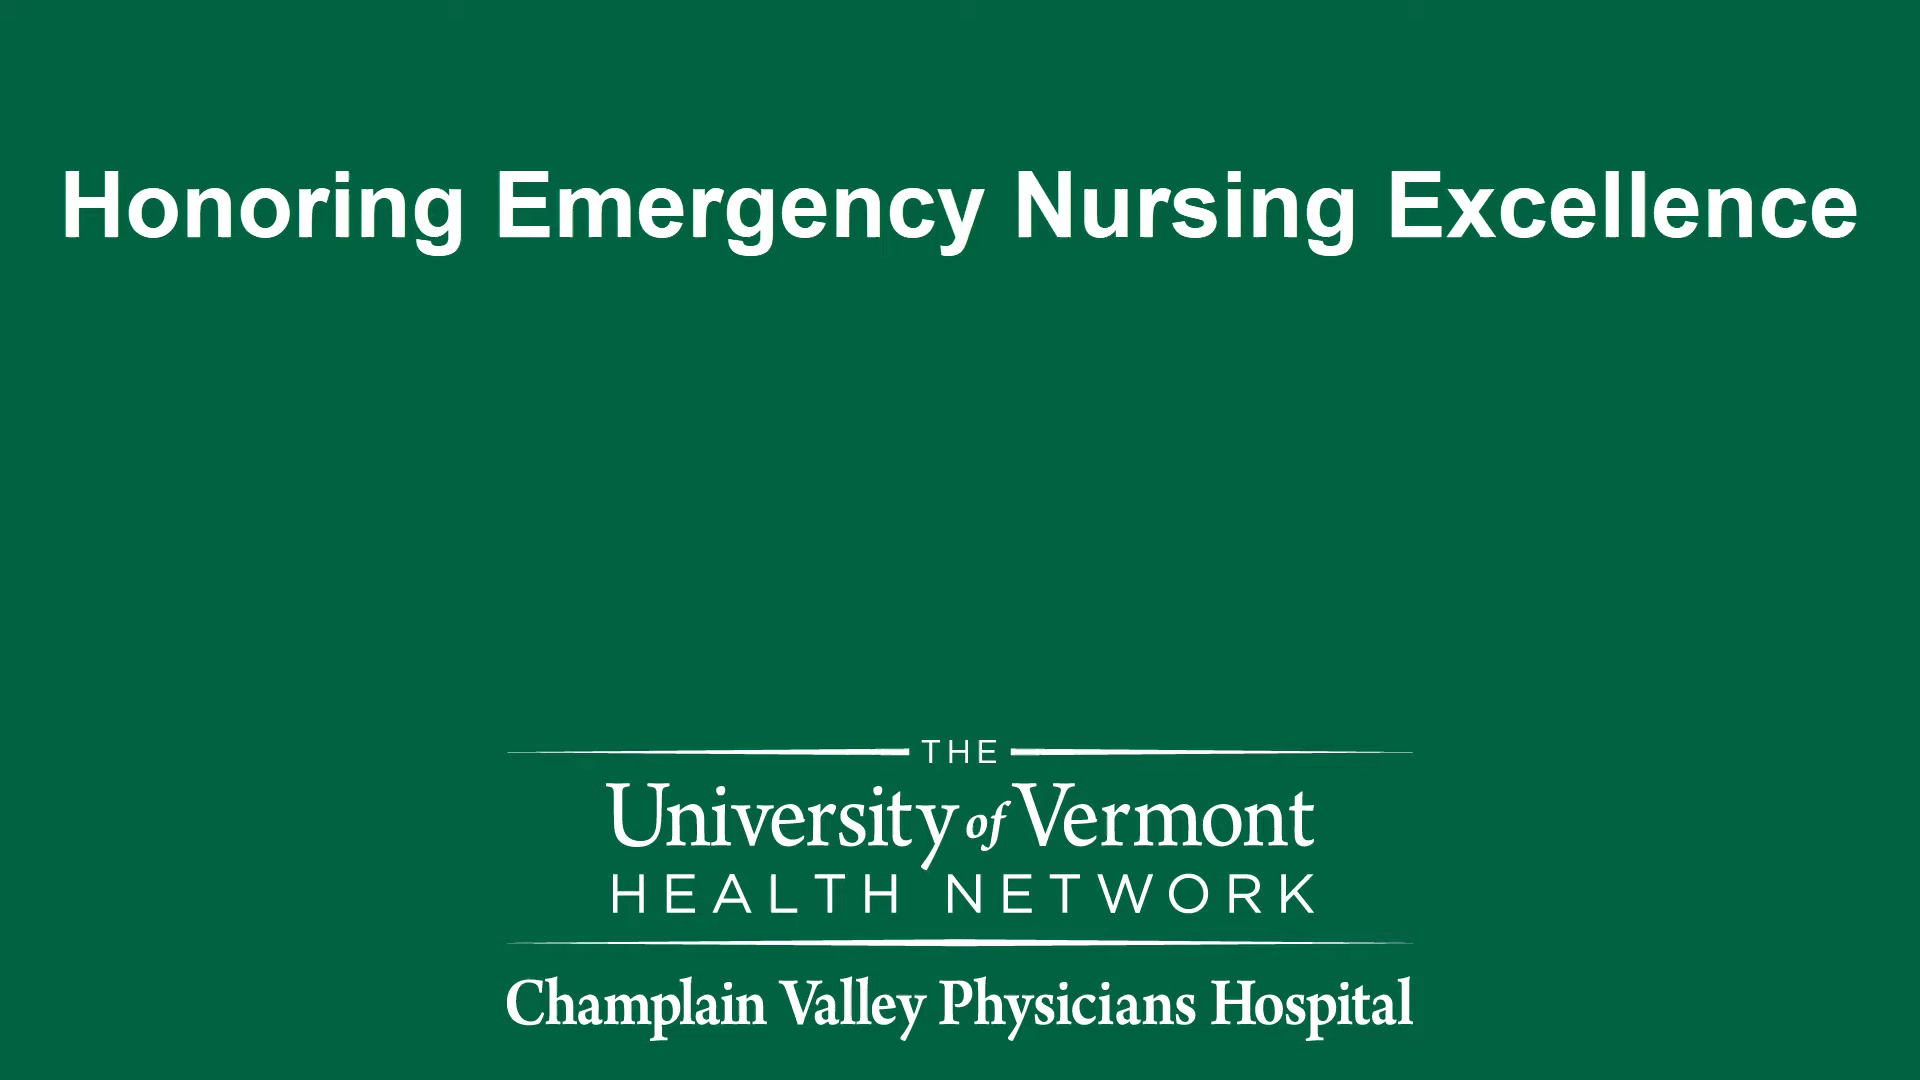 Honoring Emergency Nursing Excellence
THE
University of Vermont
HEALTH NETWORK
Champlain Valley Physicians Hospital